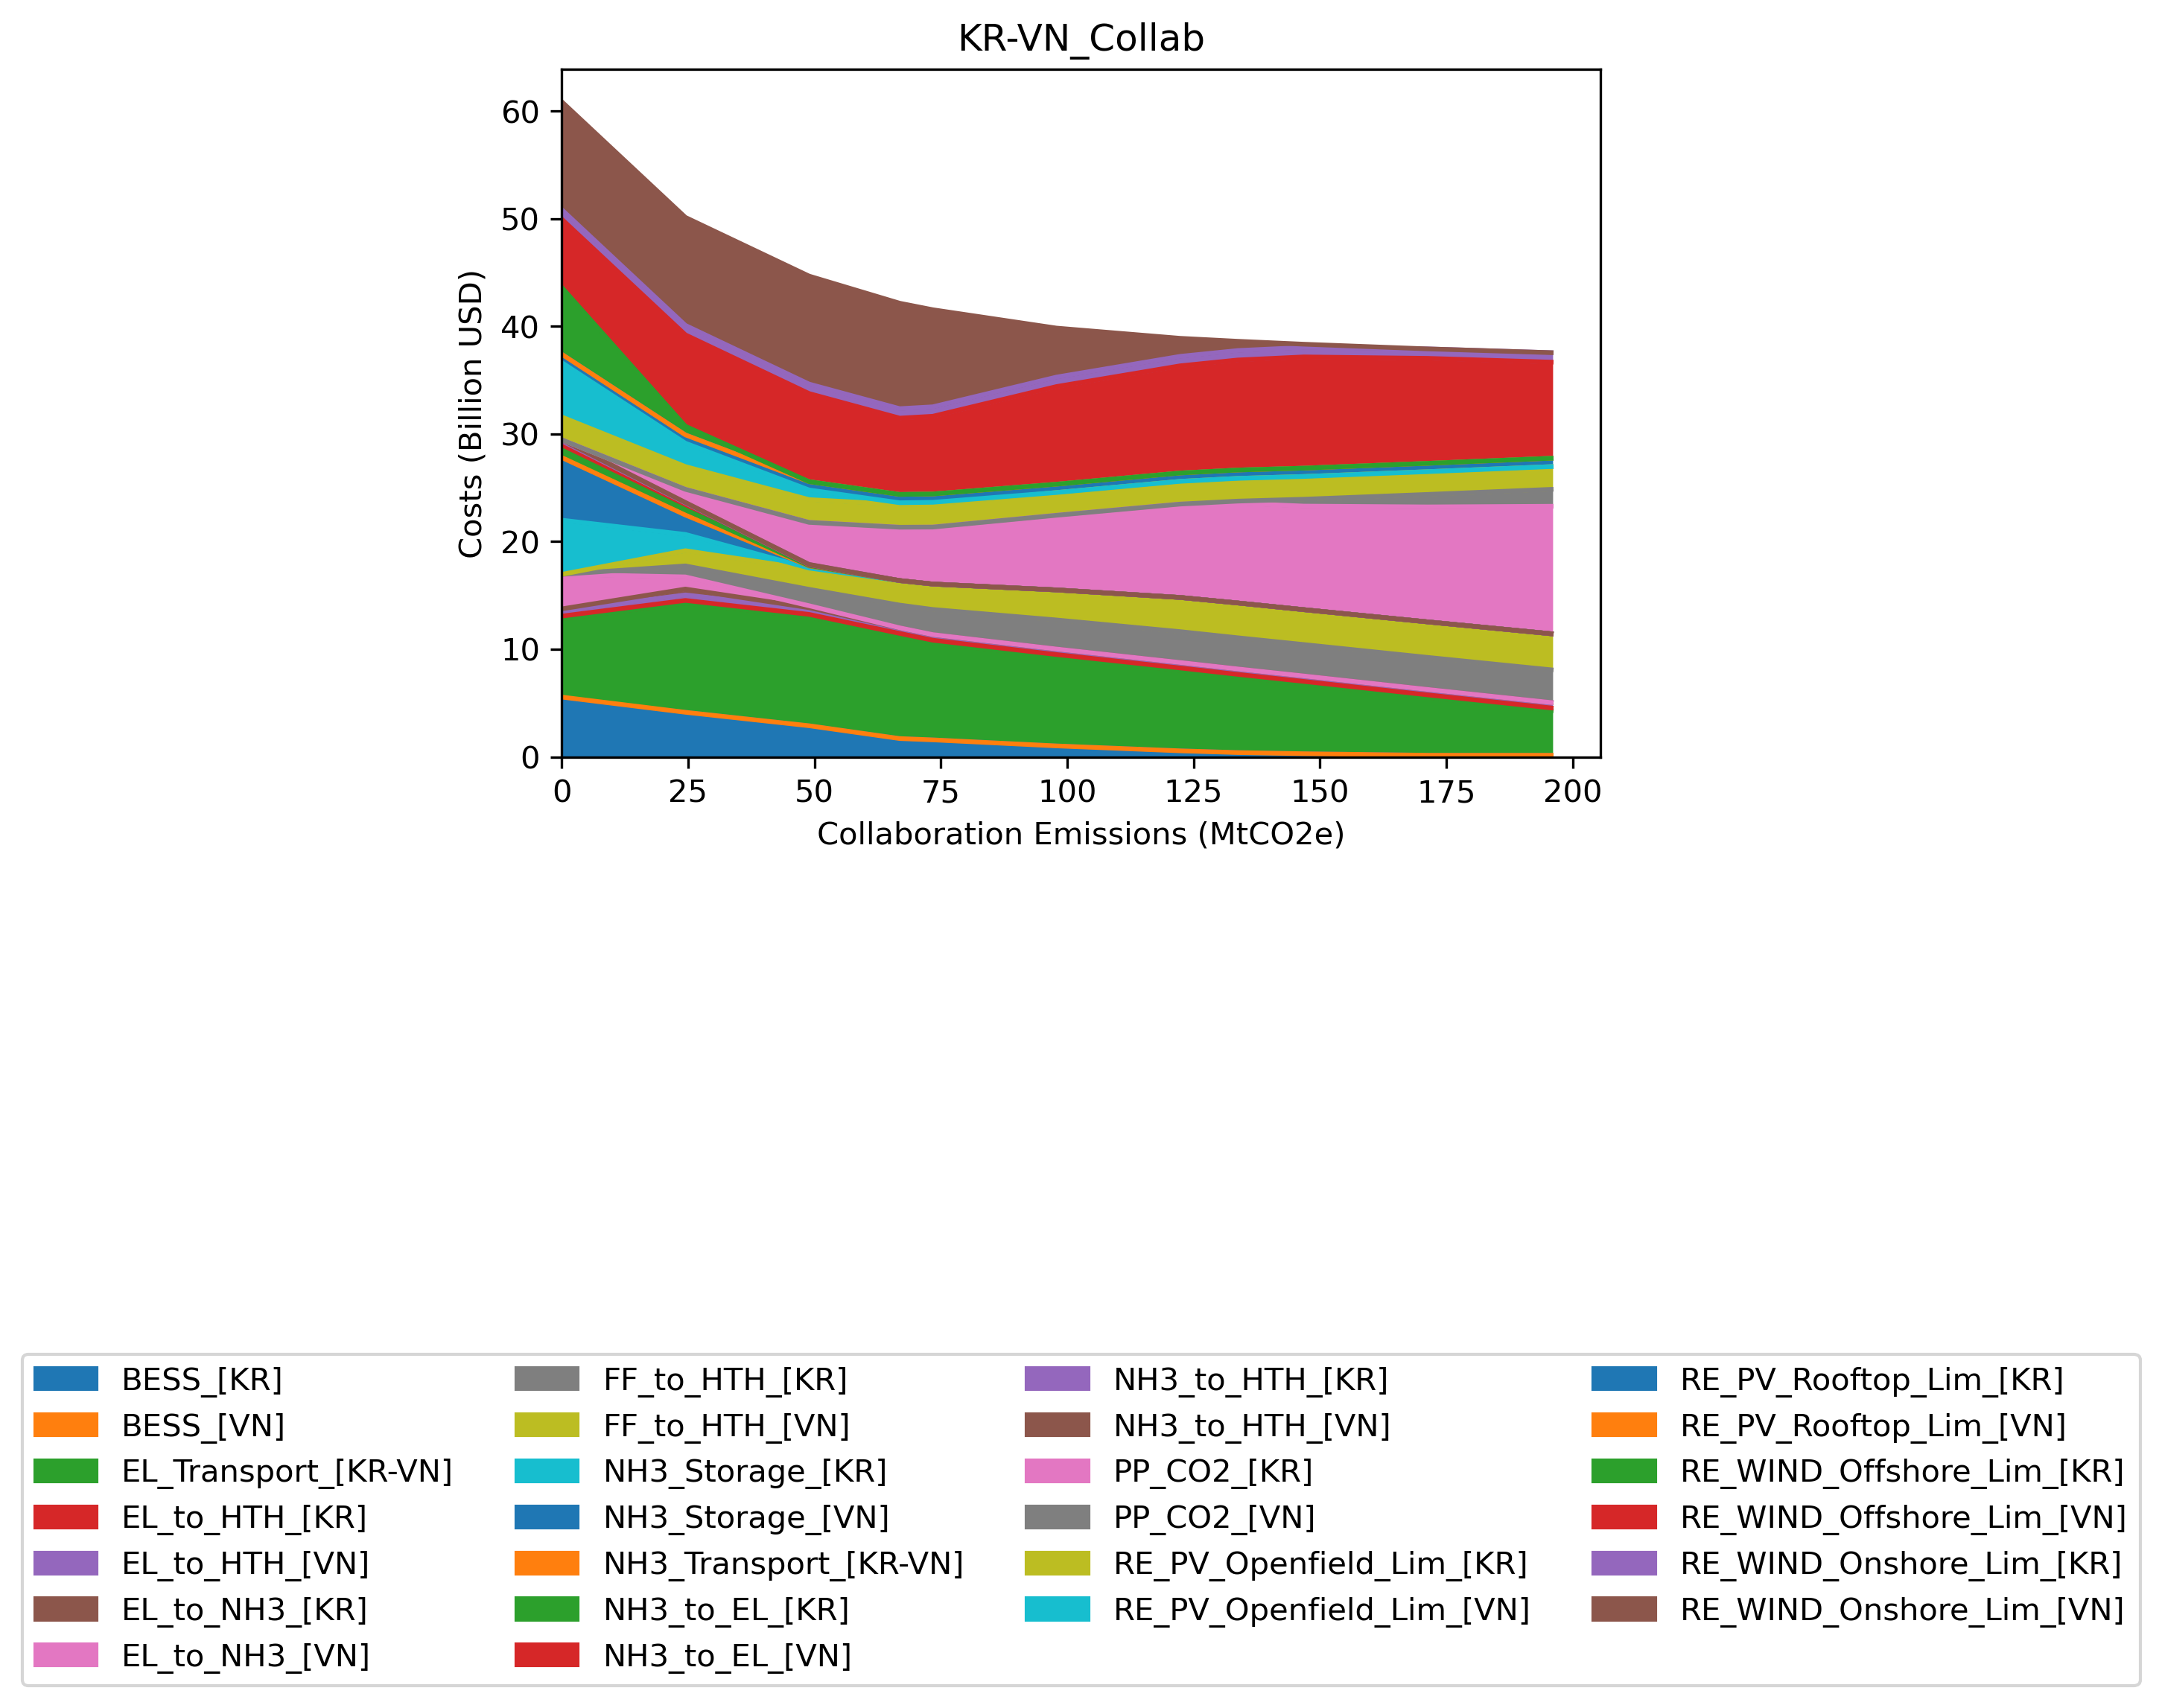 KR-VN_Collab
60
50
40
30
20
10
0
Costs (Billion USD)
0 25 50 75 100 125 150 175 200
Collaboration Emissions (MtCO2e)
BESS_[KR]
BESS_[VN]
EL_Transport_[KR-VN]
EL_to_HTH_[KR]
EL_to_HTH_[VN]
EL_to_NH3_[KR]
EL_to_NH3_[VN]
FF_to_HTH_[KR]
FF_to_HTH_[VN]
NH3_Storage_[KR]
NH3_Storage_[VN]
NH3_Transport_[KR-VN]
NH3_to_EL_[KR]
NH3_to_EL_[VN]
NH3_to_HTH_[KR]
NH3_to_HTH_[VN]
PP_CO2_[KR]
PP_CO2_[VN]
RE_PV_Openfield_Lim_[KR]
RE_PV_Openfield_Lim_[VN]
RE_PV_Rooftop_Lim_[KR]
RE_PV_Rooftop_Lim_[VN]
RE_WIND_Offshore_Lim_[KR]
RE_WIND_Offshore_Lim_[VN]
RE_WIND_Onshore_Lim_[KR]
RE_WIND_Onshore_Lim_[VN]